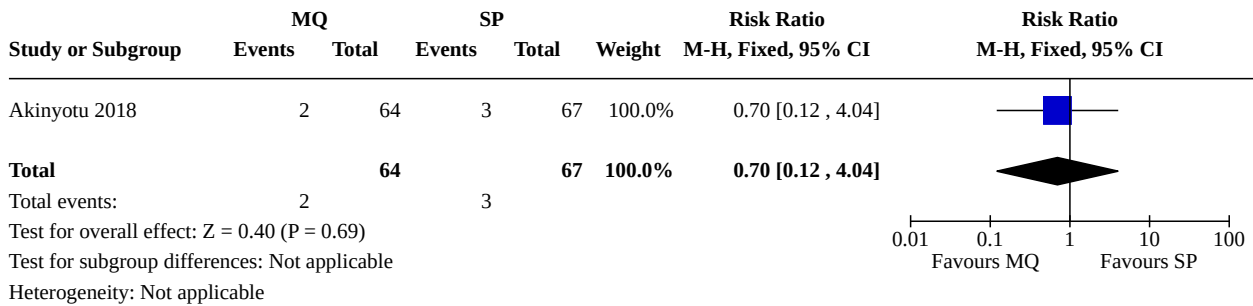 MQ SP Risk Ratio Risk Ratio
Study or Subgroup Events Total Events Total Weight M-H, Fixed, 95% CI M-H, Fixed, 95% CI
Akinyotu 2018 2 64 3 67 100.0% 0.70 [0.12 , 4.04]
Total 64 67 100.0% 0.70 [0.12 , 4.04]
Total events: 2 3
Test for overall effect: Z = 0.40 (P = 0.69)
0.01 0.1 1 10 100
Test for subgroup differences: Not applicable
Favours MQ Favours SP
Heterogeneity: Not applicable